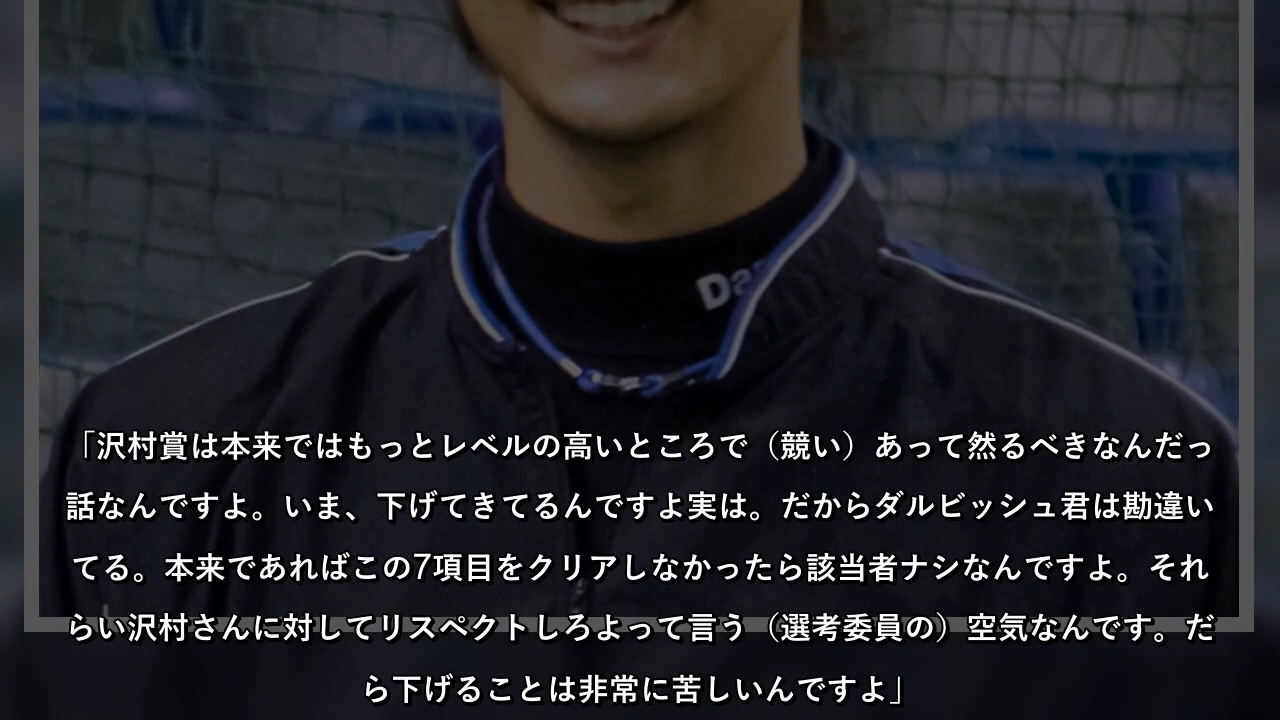 Da
「沢村賞は本来ではもっとレベルの高いところで（競い）あって然るべきなんだっ
話なんですよ。いま、下げてきてるんですよ実は。だからダルビッシュ君は勘違い
てる。本来であればこの7項目をクリアしなかったら該当者ナシなんですよ。それ
らい沢村さんに対してリスペクトしろよって言う（選考委員の）空気なんです。だ
ら下げることは非常に苦しいんですよ」